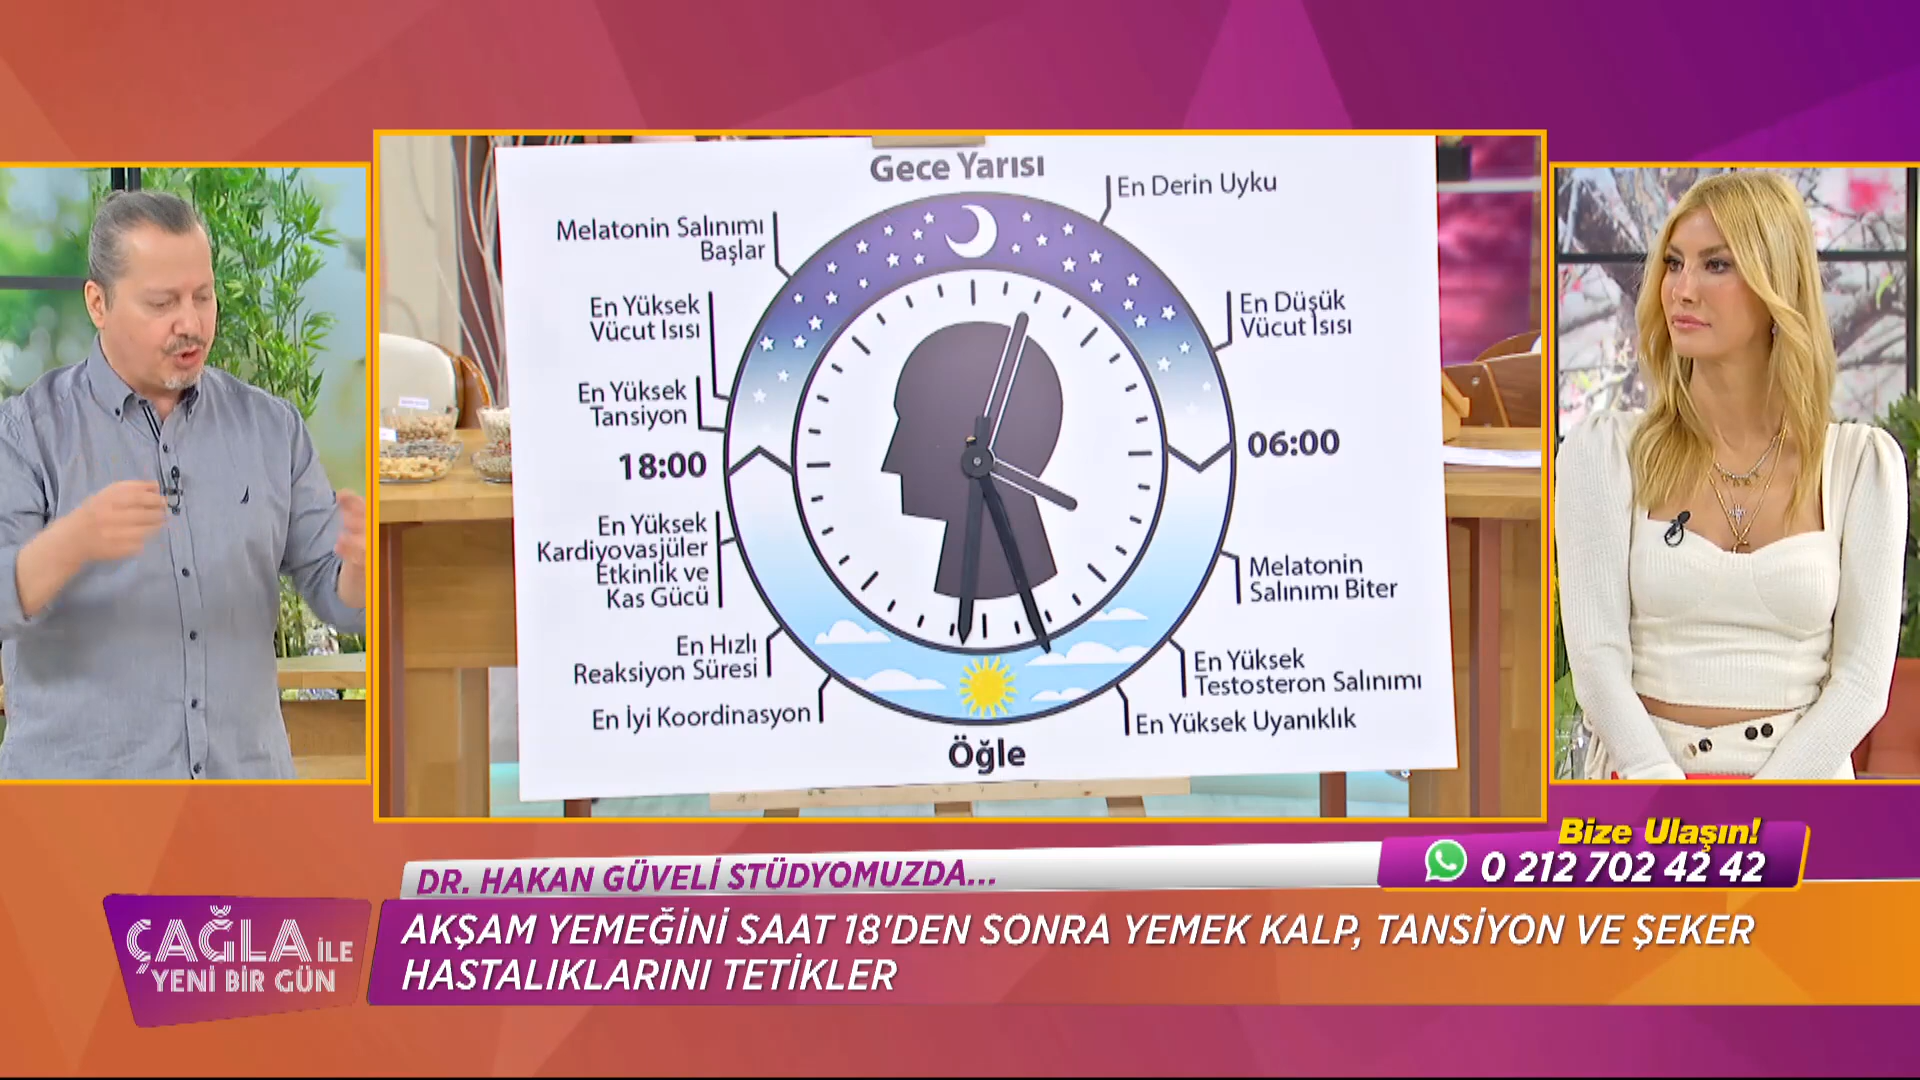 Gece Yarısı
En Derin Uyku
Melatonin Salınımı
Başlar
En Yüksek
Vücut Isısı
En Düşük
Vücut Isısı
En Yüksek
Tansiyon
18:00
06:00
En Yüksek
Kardiyovasjüler
Etkinlik ve
Kas Gücü
Melatonin
Salınımı Biter
En Hızlı
Reaksiyon Süresi
En Yüksek
Testosteron Salınımı
En İyi Koordinasyon
En Yüksek Uyanıklık
Öğle
Bize Ulaşın!
0 212 702 42 42
DR. HAKAN GÜVELİ STÜDYOMUZDA...
ÇAĞLA İLE
YENİ BİR GÜN
AKŞAM YEMEĞİNİ SAAT 18'DEN SONRA YEMEK KALP, TANSİYON VE ŞEKER
HASTALIKLARINI TETİKLER